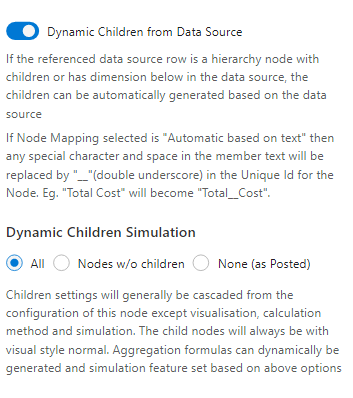 Dynamic Children from Data Source
If the referenced data source row is a hierarchy node with
children or has dimension below in the data source, the
children can be automatically generated based on the data
source
If Node Mapping selected is "Automatic based on text" then
any special character and space in the member text will be
replaced by "__"(double underscore) in the Unique Id for the
Node. Eg. "Total Cost" will become "Total__Cost".
Dynamic Children Simulation
All Nodes w/o children None (as Posted)
Children settings will generally be cascaded from the
configuration of this node except visualisation, calculation
method and simulation. The child nodes will always be with
visual style normal. Aggregation formulas can dynamically be
generated and simulation feature set based on above options